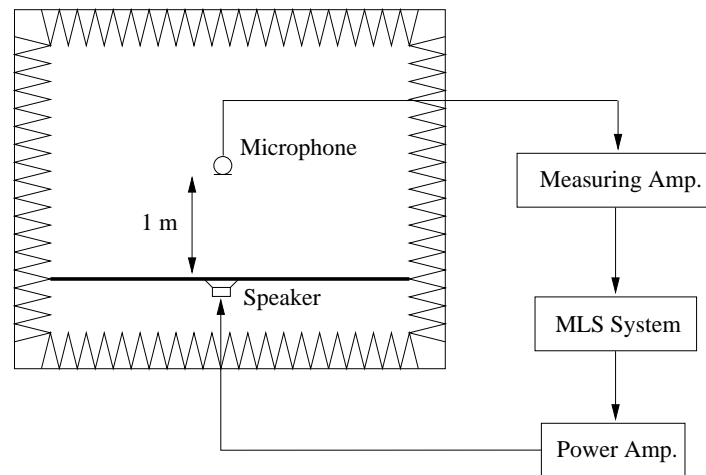 Microphone
Measuring Amp.
1 m
Speaker
MLS System
Power Amp.